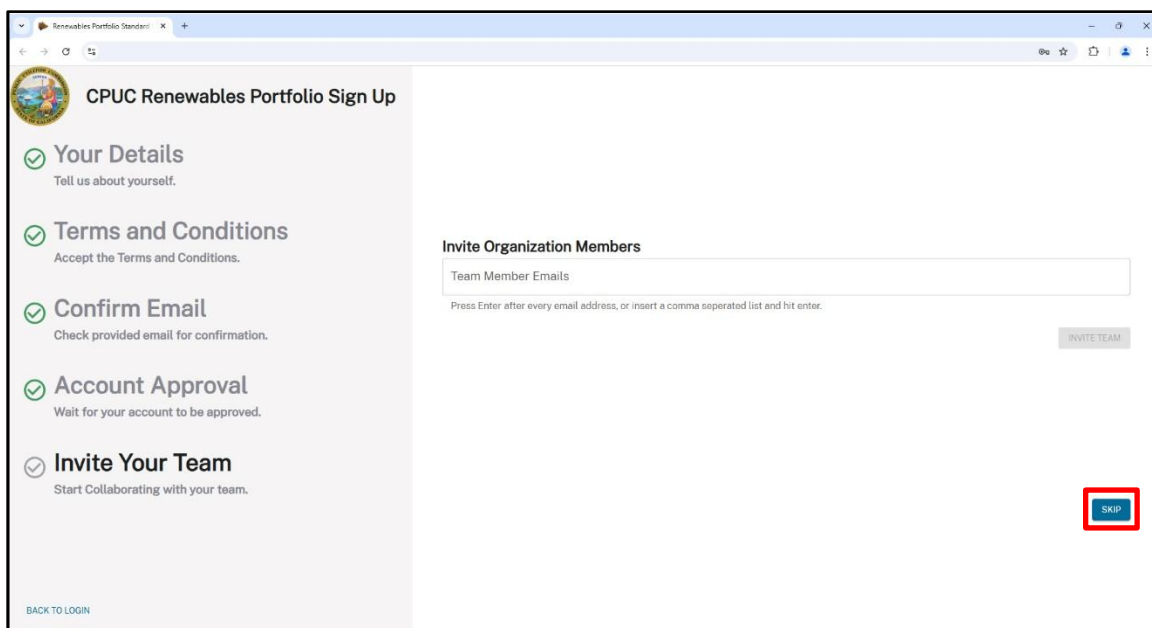 Renewables Portfolio Standard
CPUC Renewables Portfolio Sign Up
Your Details
Tell us about yourself.
Terms and Conditions
Accept the Terms and Conditions.
Confirm Email
Check provided email for confirmation.
Account Approval
Wait for your account to be approved.
Invite Your Team
Start Collaborating with your team.
BACK TO LOGIN
Invite Organization Members
Team Member Emails
Press Enter after every email address, or insert a comma seperated list and hit enter.
INVITE TEAM
SKIP